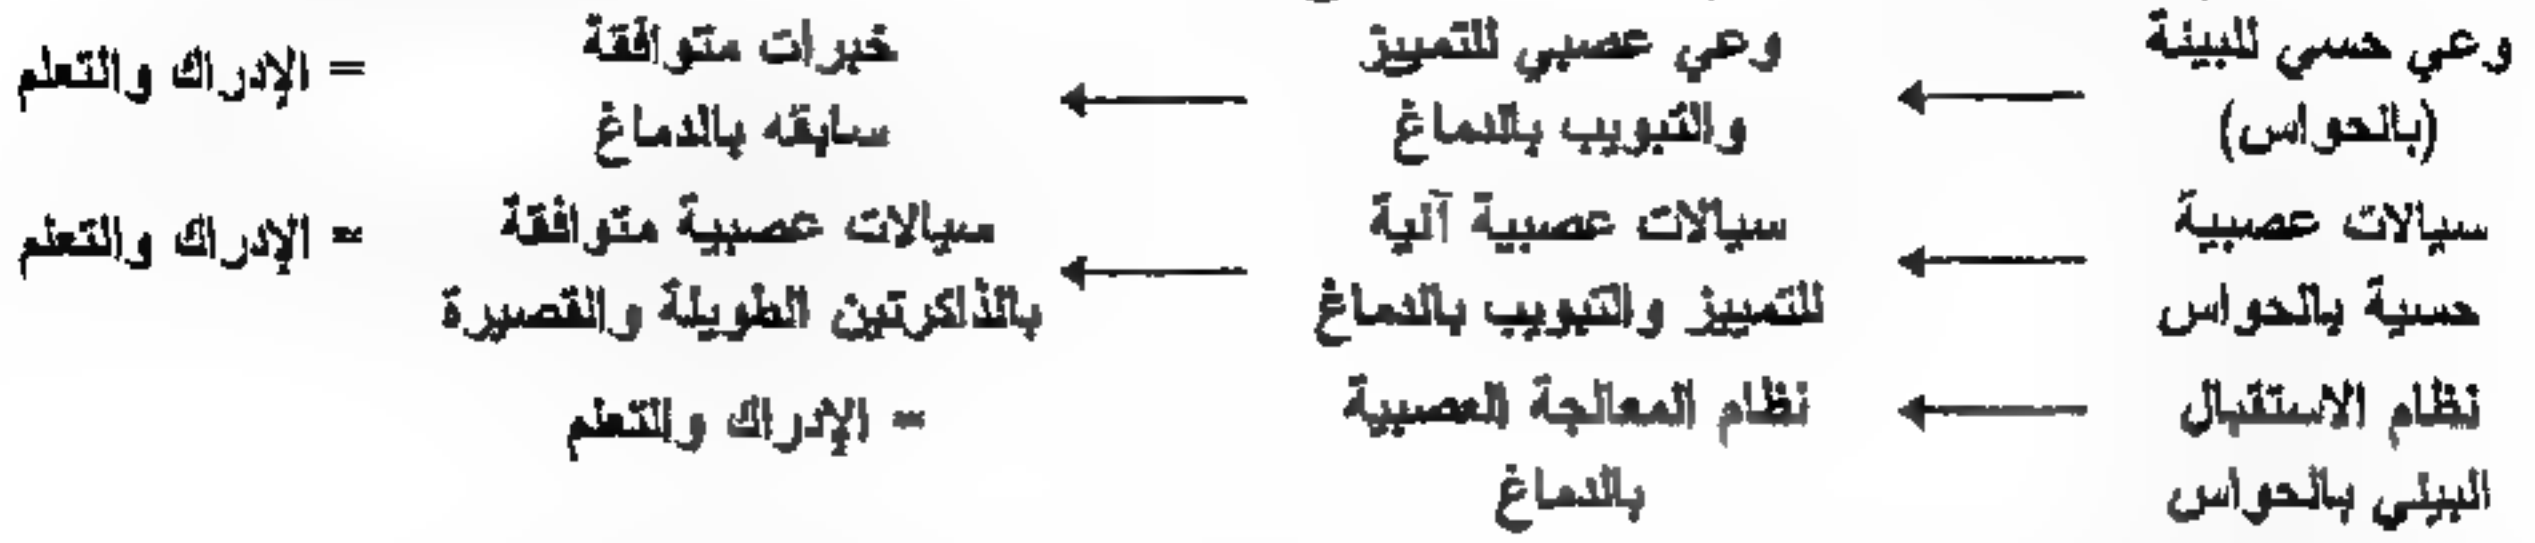 وعي حسي للبيئة ← وعي عصبي للتمييز ← خبرات متوافقة = الإدراك والتعلم
(بالحواس) والتبويب بالدماغ سابقه بالدماغ
سيالات عصبية ← سيالات عصبية آلية ← سيالات عصبية متوافقة = الإدراك والتعلم
حسية بالحواس للتمييز والتبويب بالدماغ بالذاكرتين الطويلة والقصيرة
نظام الاستقبال ← نظام المعالجة العصبية = الإدراك والتعلم
البيئي بالحواس بالدماغ